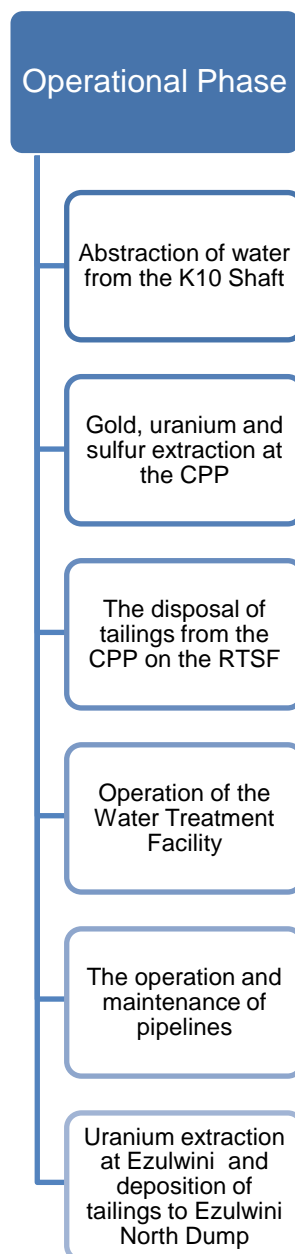 Operational Phase
Abstraction of water
from the K10 Shaft
Gold, uranium and
sulfur extraction at
the CPP
The disposal of
tailings from the
CPP on the RTSF
Operation of the
Water Treatment
Facility
The operation and
maintenance of
pipelines
Uranium extraction
at Ezulwini and
deposition of
tailings to Ezulwini
North Dump